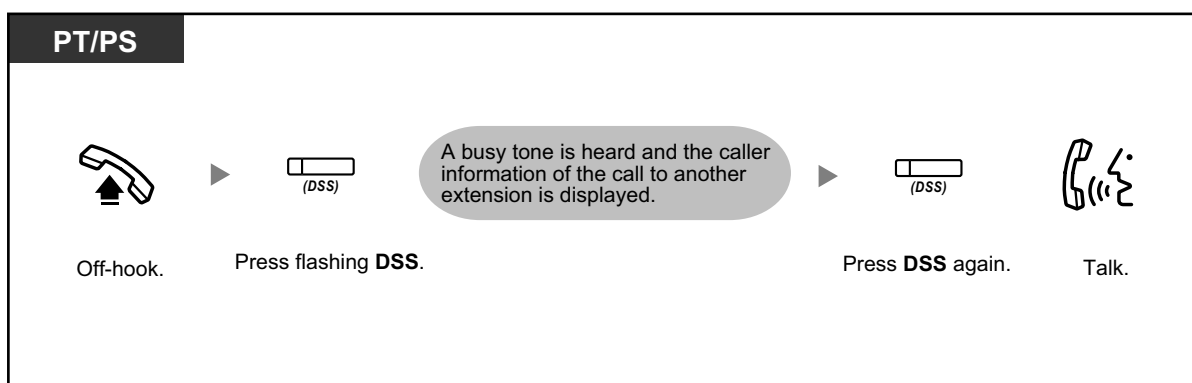 PT/PS
(DSS)
A busy tone is heard and the caller
information of the call to another
extension is displayed.
(DSS)
Off-hook.
Press flashing DSS.
Press DSS again.
Talk.